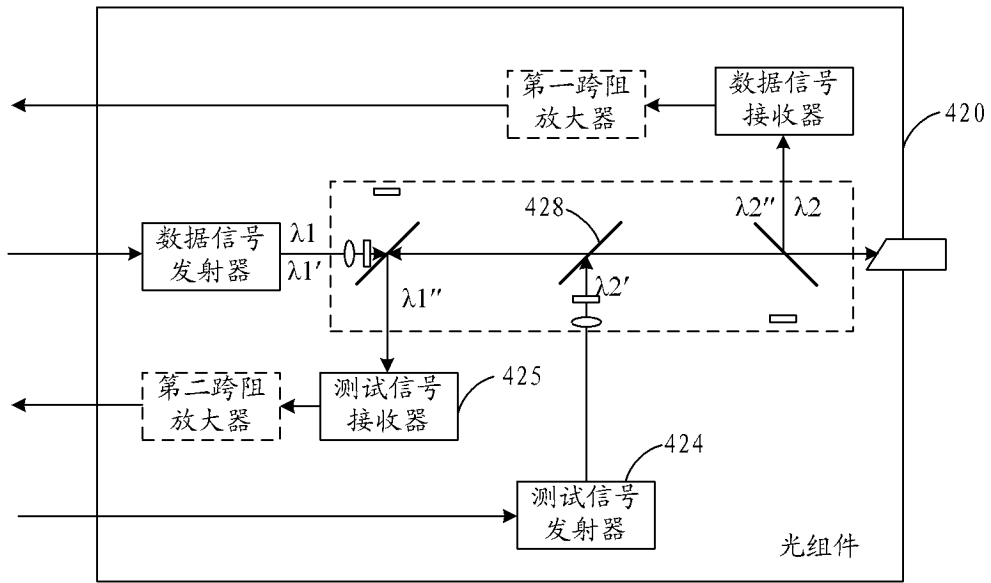 第一跨阻
放大器
数据信号
接收器
420
428
λ2″
λ2
数据信号
发射器
λ1
λ1′
λ1″
λ2′
第二跨阻
放大器
测试信号
接收器
425
424
测试信号
发射器
光组件